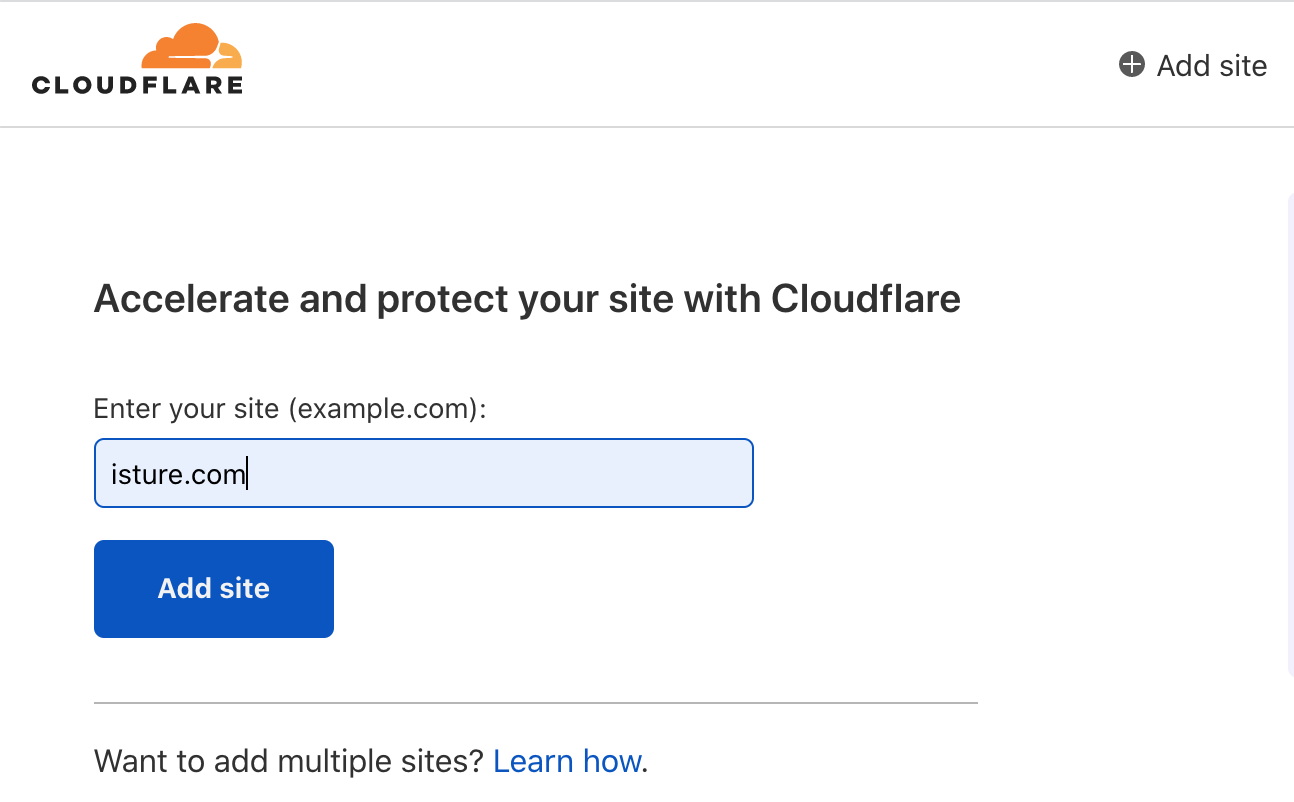 CLOUDFLARE
Add site
Accelerate and protect your site with Cloudflare
Enter your site (example.com):
isture.com
Add site
Want to add multiple sites? Learn how.